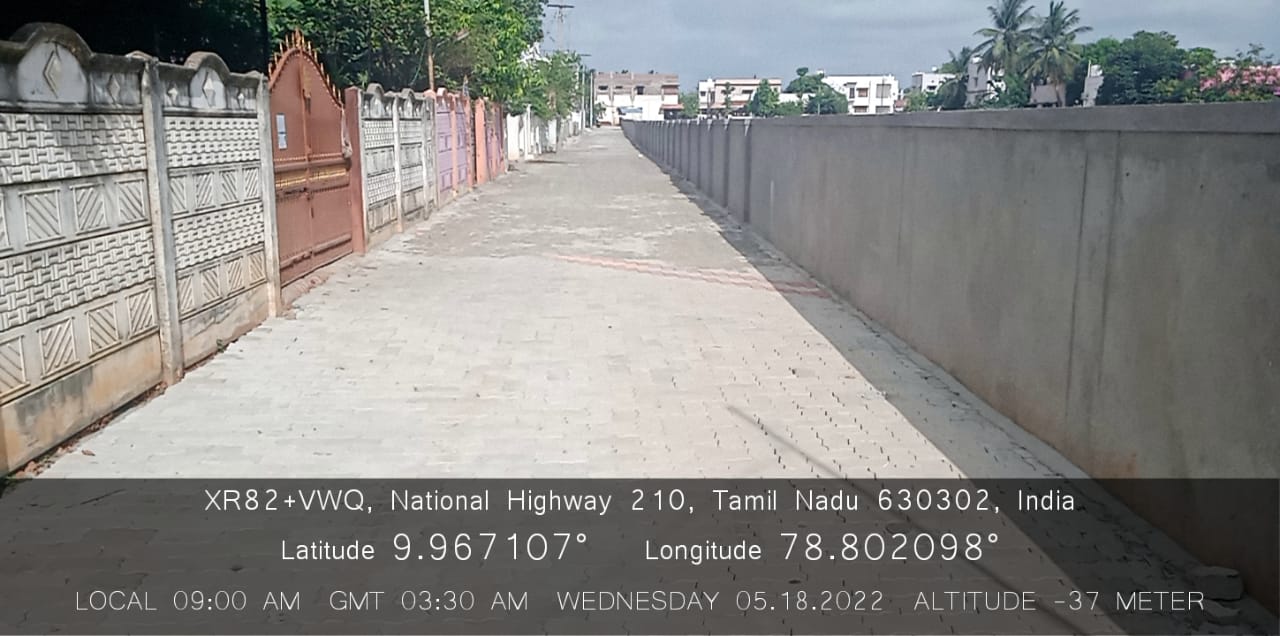 XR82+VWQ, National Highway 210, Tamil Nadu 630302, India
Latitude 9.967107° Longitude 78.802098°
LOCAL 09:00 AM GMT 03:30 AM WEDNESDAY 05.18.2022 ALTITUDE -37 METER